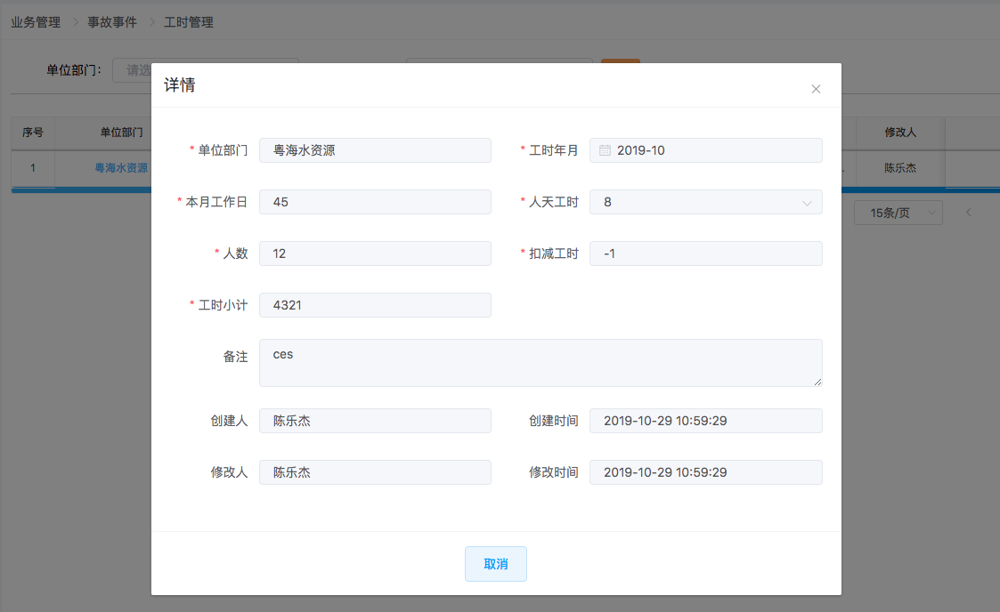 业务管理 > 事故事件 > 工时管理
单位部门： 请选
详情
序号 单位部门 修改人
1 粤海水资源 陈乐杰
15条/页
* 单位部门 粤海水资源 * 工时年月 2019-10
* 本月工作日 45 * 人天工时 8
* 人数 12 * 扣减工时 -1
* 工时小计 4321
备注 ces
创建人 陈乐杰 创建时间 2019-10-29 10:59:29
修改人 陈乐杰 修改时间 2019-10-29 10:59:29
取消